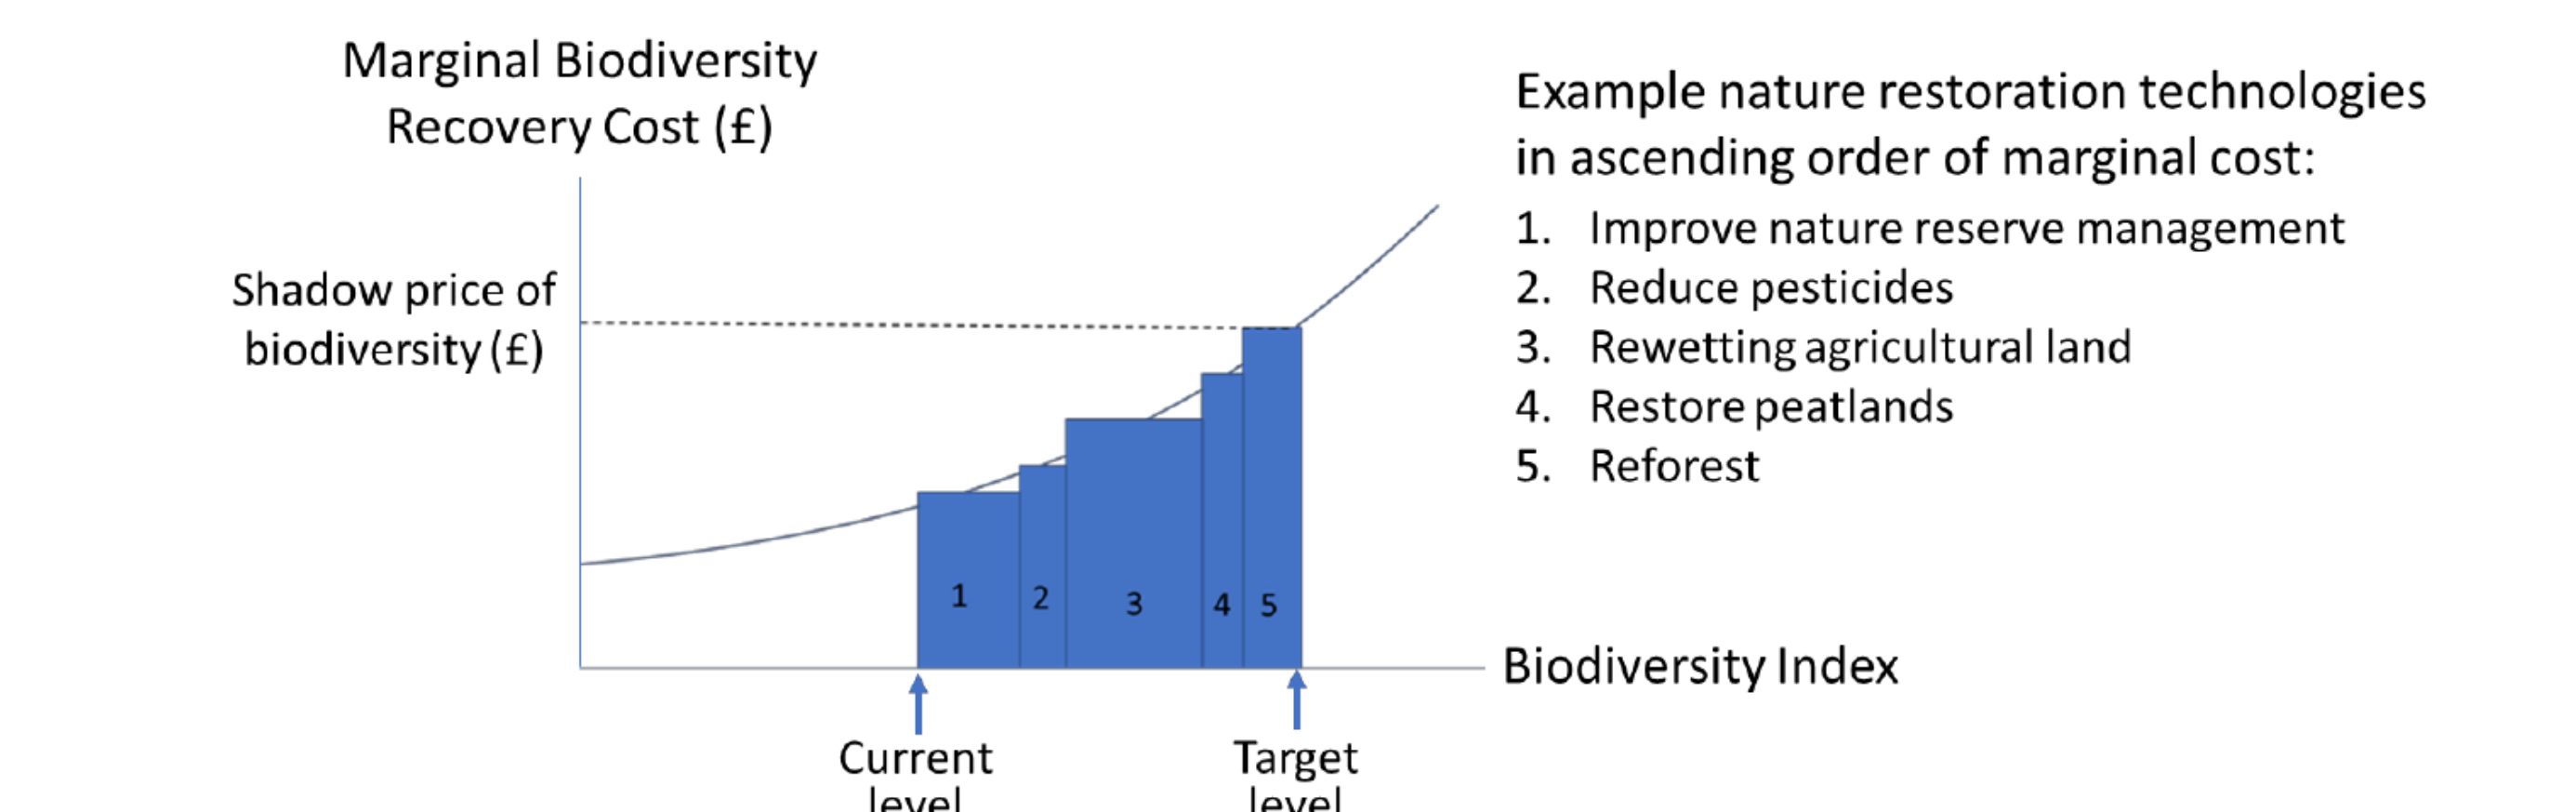 Marginal Biodiversity
Recovery Cost (£)
Shadow price of
biodiversity (£)
1
2
3
4
5
Current
level
Target
level
Biodiversity Index
Example nature restoration technologies
in ascending order of marginal cost:
1. Improve nature reserve management
2. Reduce pesticides
3. Rewetting agricultural land
4. Restore peatlands
5. Reforest